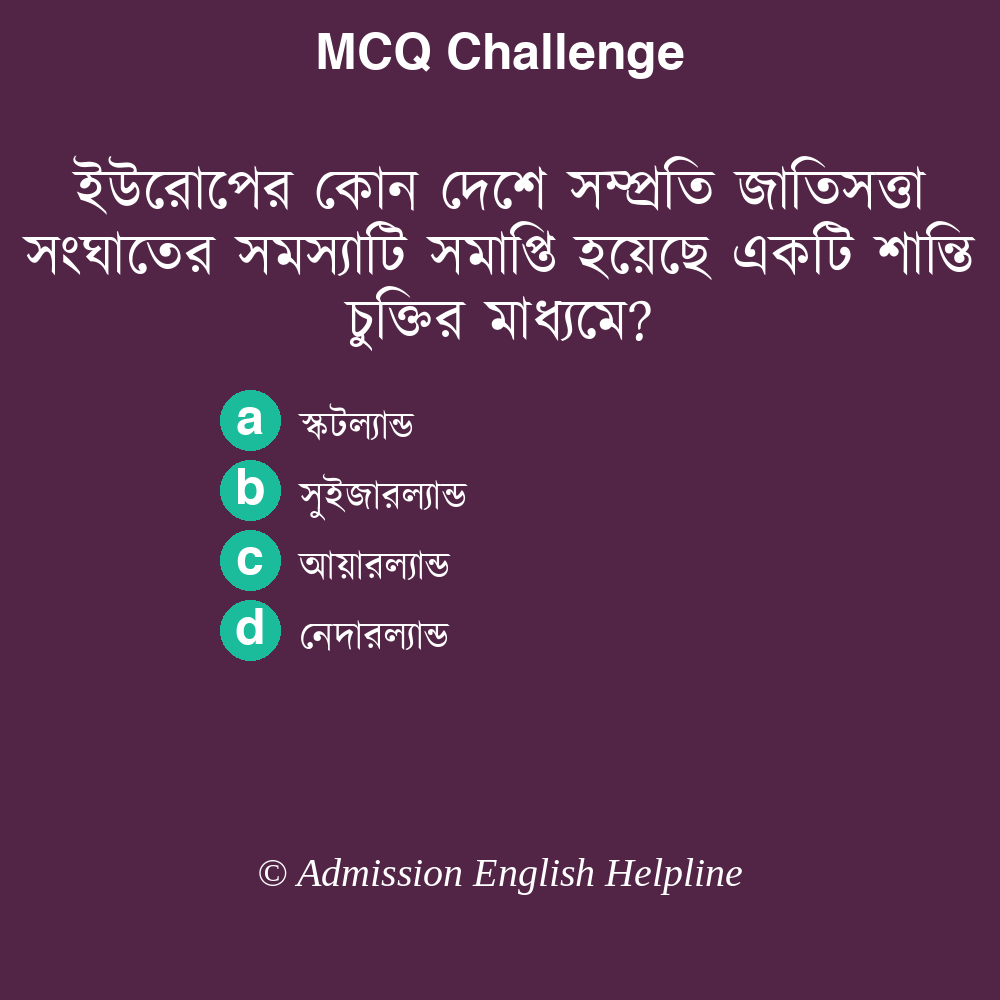 MCQ Challenge
ইউরোপের কোন দেশে সম্প্রতি জাতিসত্তা
সংঘাতের সমস্যাটি সমাপ্তি হয়েছে একটি শান্তি
চুক্তির মাধ্যমে?
a স্কটল্যান্ড
b সুইজারল্যান্ড
c আয়ারল্যান্ড
d নেদারল্যান্ড
© Admission English Helpline